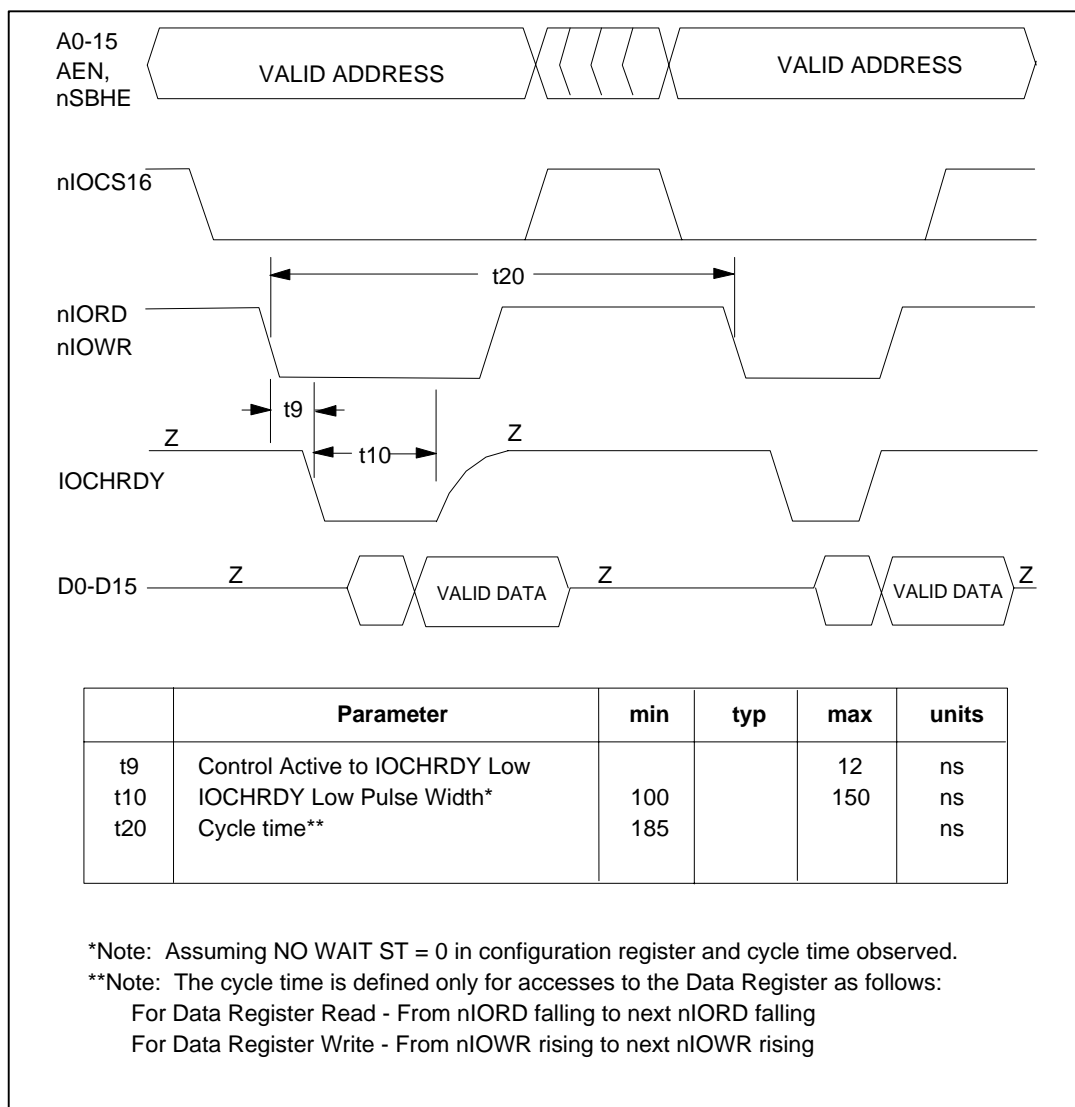 A0-15
AEN,
nSBHE
VALID ADDRESS
VALID ADDRESS
nIOCS16
t20
nIORD
nIOWR
t9
Z
t10
Z
IOCHRDY
D0-D15
Z
VALID DATA
Z
VALID DATA
Z
Parameter min typ max units
t9 Control Active to IOCHRDY Low 12 ns
t10 IOCHRDY Low Pulse Width* 100 150 ns
t20 Cycle time** 185 ns
*Note: Assuming NO WAIT ST = 0 in configuration register and cycle time observed.
**Note: The cycle time is defined only for accesses to the Data Register as follows:
For Data Register Read - From nIORD falling to next nIORD falling
For Data Register Write - From nIOWR rising to next nIOWR rising